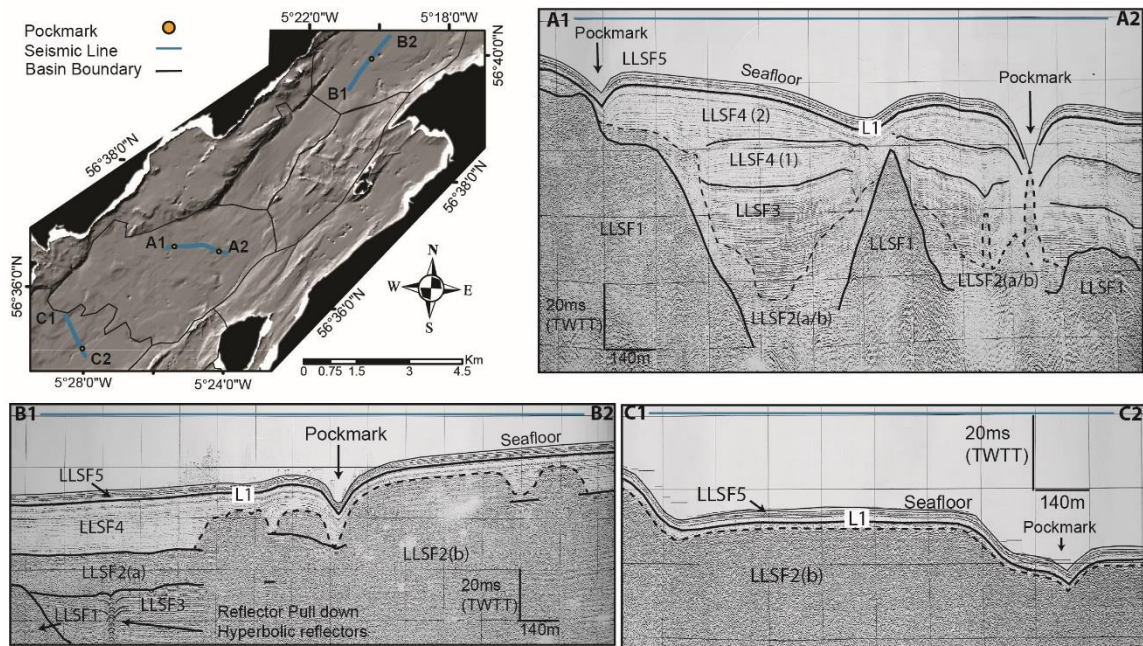 Pockmark
Seismic Line
Basin Boundary
5°22'0"W
5°18'0"W
B2
B1
56°40'0"N
56°38'0"N
56°38'0"N
A1
A2
56°36'0"N
56°36'0"N
C1
C2
5°28'0"W
5°24'0"W
N
W
E
S
0 0.75 1.5 3 4.5
Km
A1
A2
Pockmark
LLSF5
Seafloor
Pockmark
LLSF4 (2)
L1
LLSF4 (1)
LLSF3
LLSF1
LLSF1
LLSF2(a/b)
LLSF1
LLSF2(a/b)
20ms
(TWTT)
140m
B1
B2
Pockmark
Seafloor
LLSF5
L1
LLSF4
LLSF2(b)
LLSF2(a)
LLSF1
LLSF3
Reflector Pull down
Hyperbolic reflectors
20ms
(TWTT)
140m
C1
C2
20ms
(TWTT)
140m
LLSF5
Seafloor
L1
Pockmark
LLSF2(b)